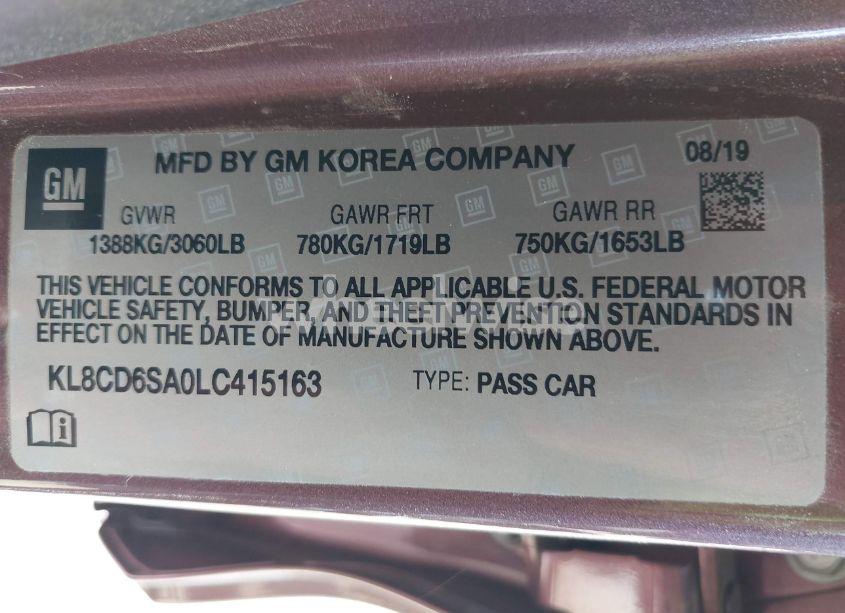 GM
MFD BY GM KOREA COMPANY
08/19
GVWR GAWR FRT GAWR RR
1388KG/3060LB 780KG/1719LB 750KG/1653LB
THIS VEHICLE CONFORMS TO ALL APPLICABLE U.S. FEDERAL MOTOR
VEHICLE SAFETY, BUMPER, AND THEFT PREVENTION STANDARDS IN
EFFECT ON THE DATE OF MANUFACTURE SHOWN ABOVE.
KL8CD6SA0LC415163 TYPE: PASS CAR